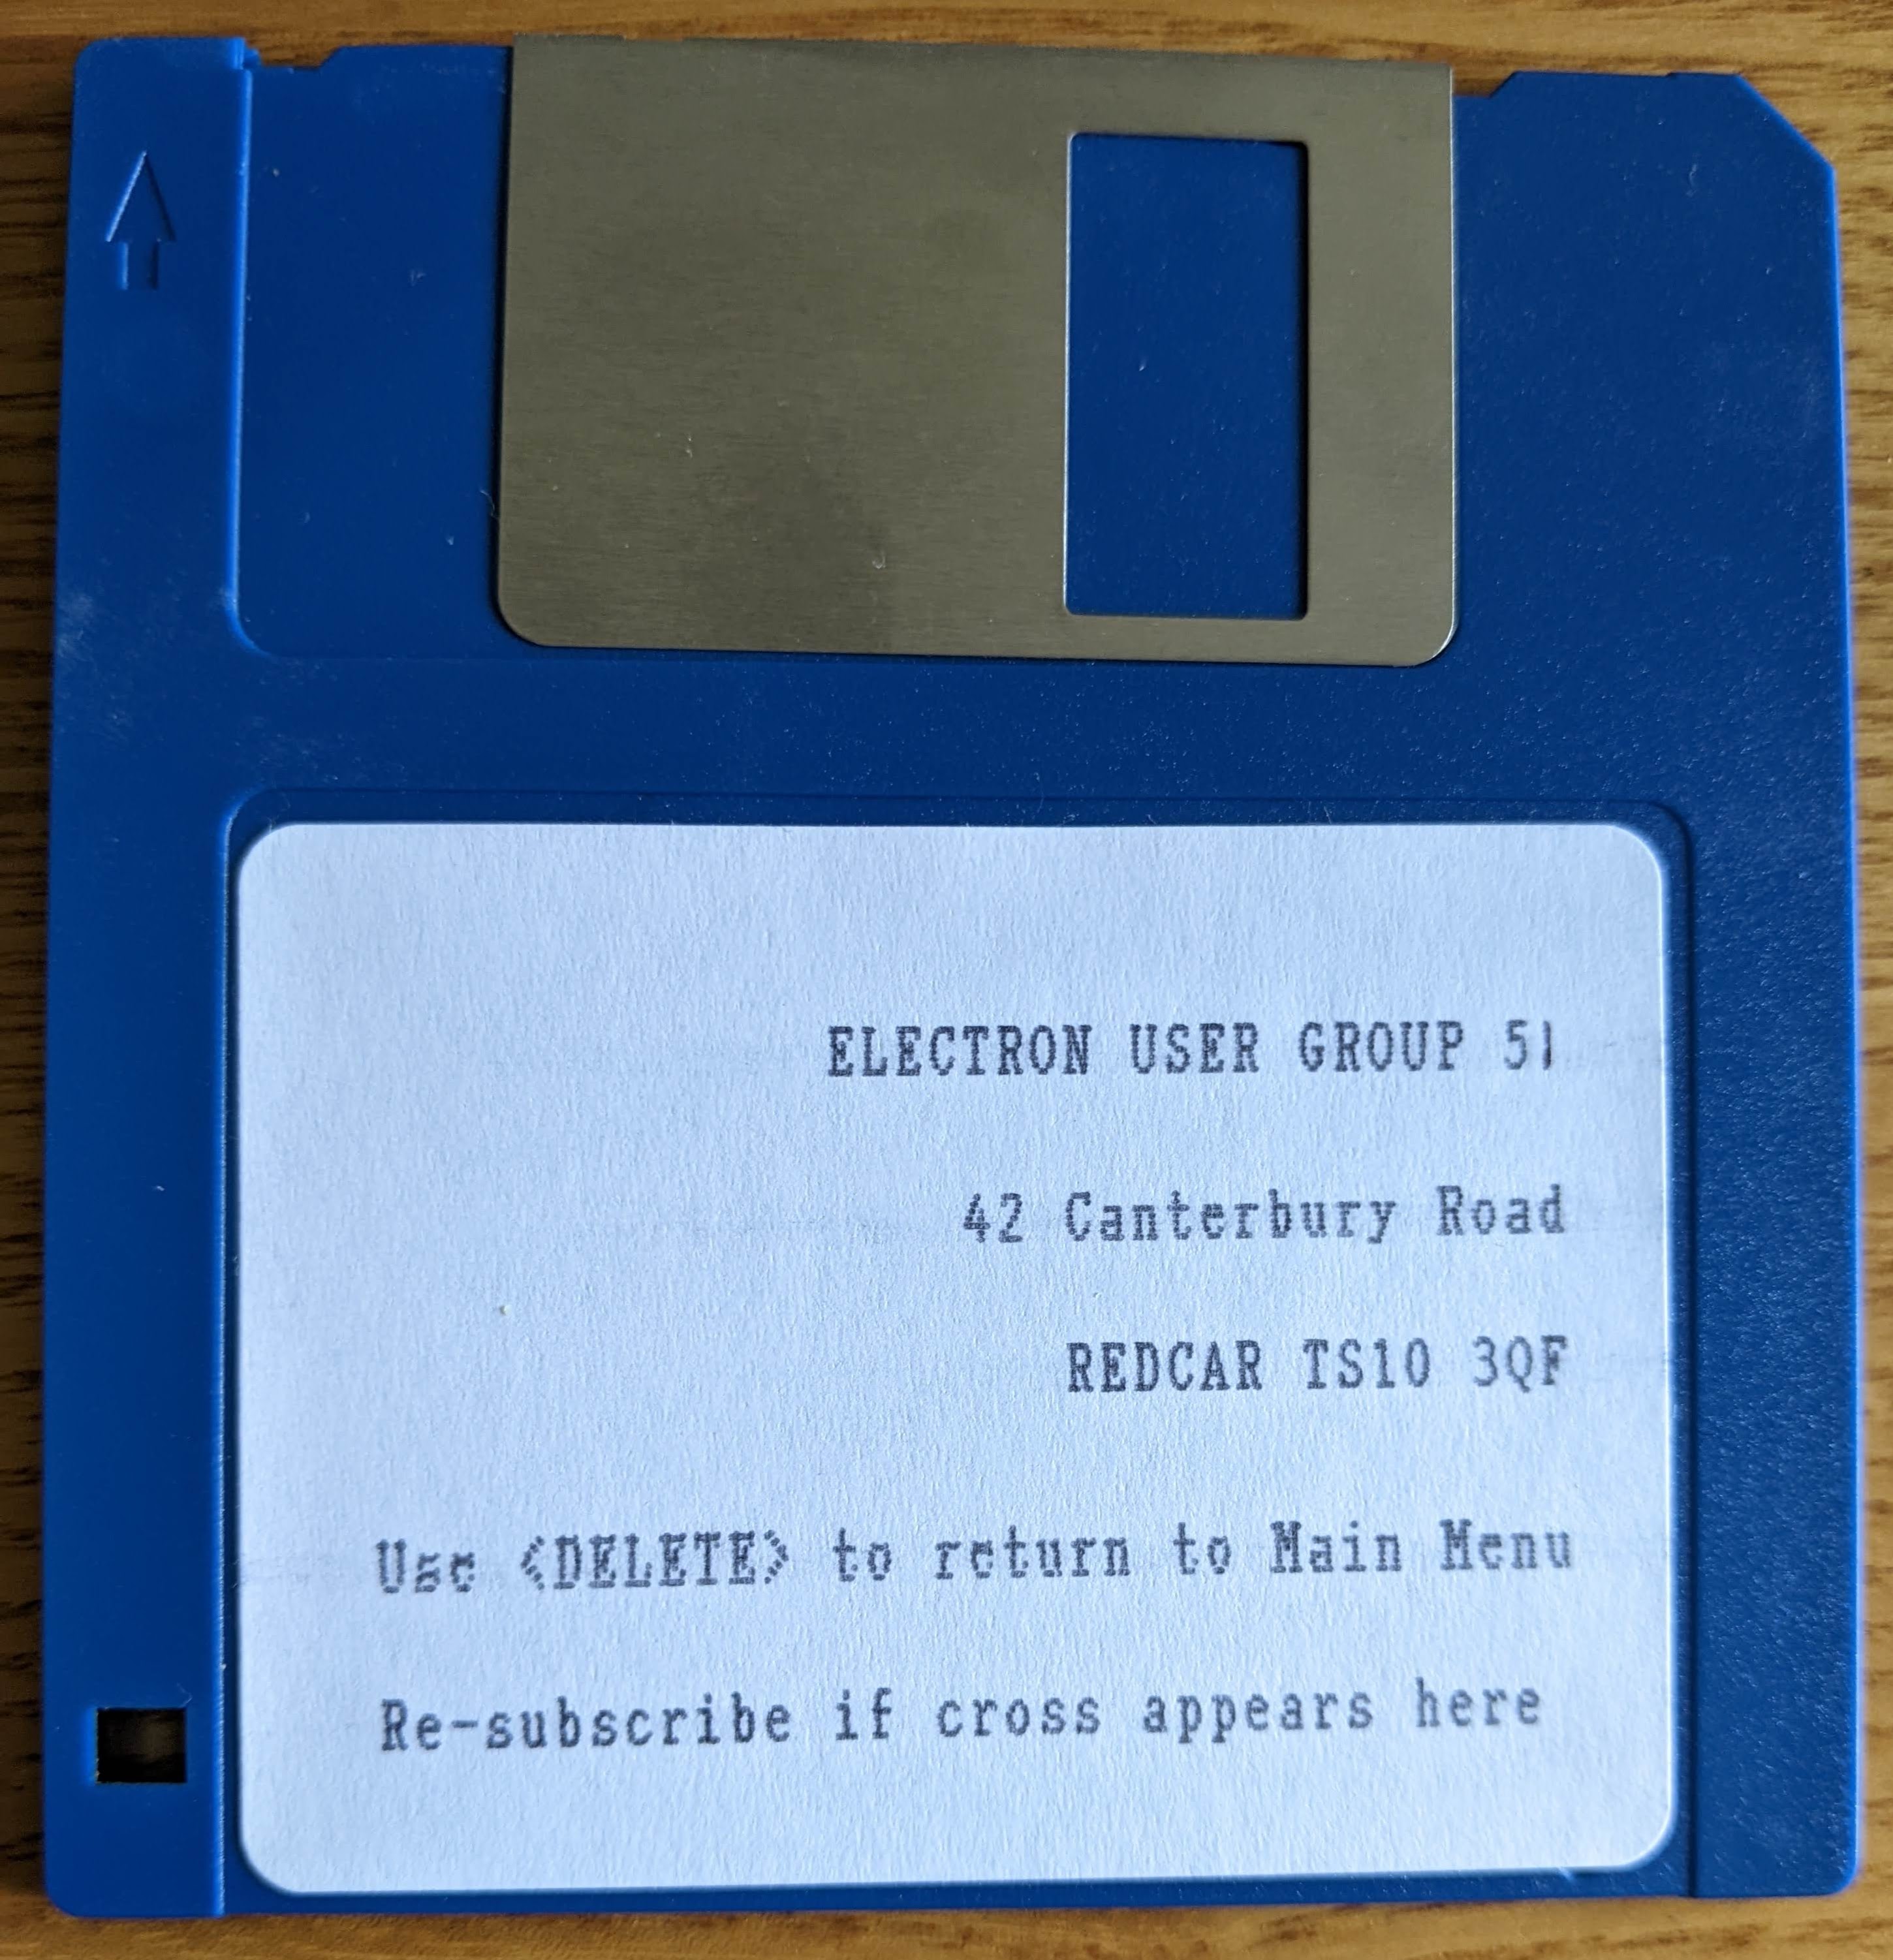 ELECTRON USER GROUP 51
42 Canterbury Road
REDCAR TS10 3QF
Use <DELETE> to return to Main Menu
Re-subscribe if cross appears here